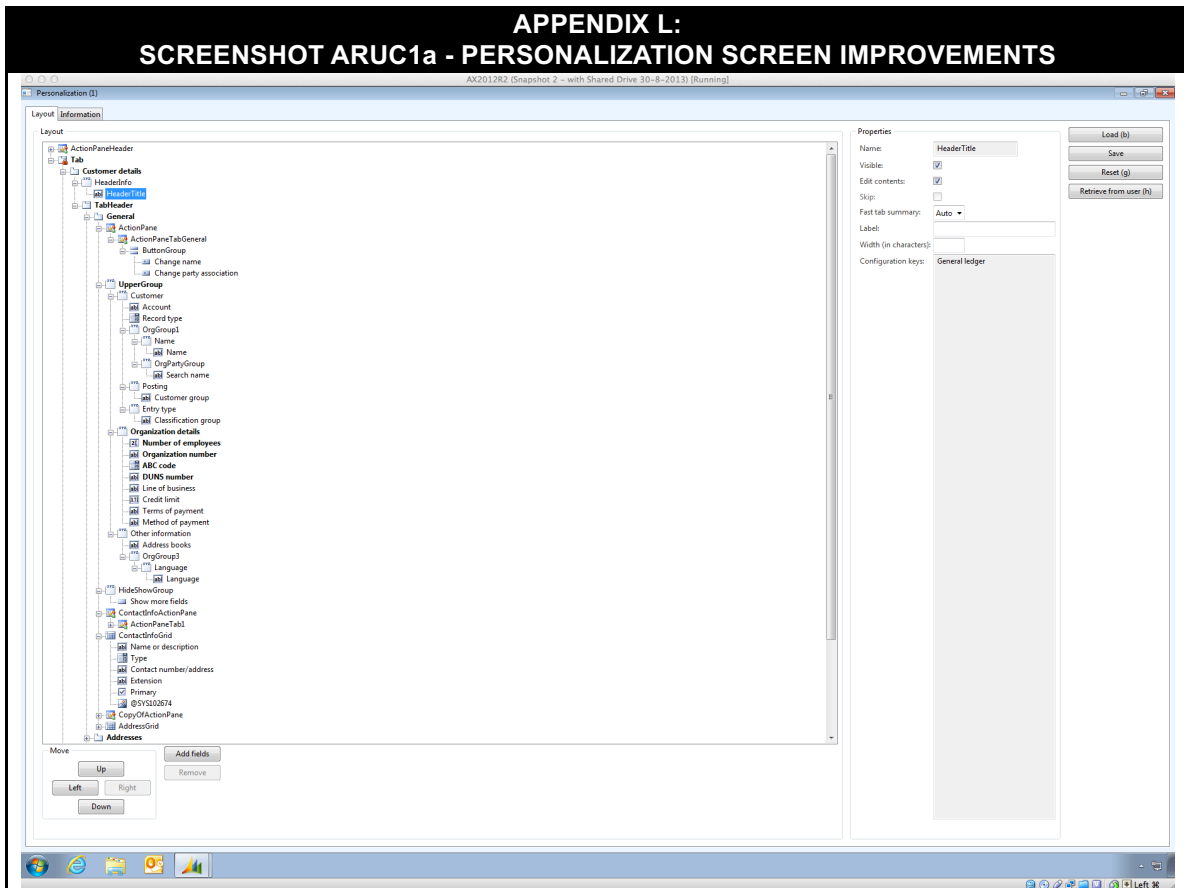 APPENDIX L:
SCREENSHOT ARUC1a - PERSONALIZATION SCREEN IMPROVEMENTS
AX2012R2 (Snapshot 2 - with Shared Drive 30-8-2013) [Running]
Personalization (1)
Layout Information
Layout
ActionPaneHeader
Tab
Customer details
HeaderInfo
HeaderTitle
TabHeader
General
ActionPane
ActionPaneTabGeneral
ButtonGroup
Change name
Change party association
UpperGroup
Customer
Account
Record type
OrgGroup1
Name
Name
OrgPartyGroup
Search name
Posting
Customer group
Entry type
Classification group
Organization details
Number of employees
Organization number
ABC code
DUNS number
Line of business
Credit limit
Terms of payment
Method of payment
Other information
Address books
OrgGroup3
Language
Language
HideShowGroup
Show more fields
ContactInfoActionPane
ActionPaneTab1
ContactInfoGrid
Name or description
Type
Contact number/address
Extension
Primary
@SYS102674
CopyOfActionPane
AddressGrid
Addresses
Move
Up
Left Right
Down
Add fields
Remove
Properties
Name: HeaderTitle
Visible:
Edit contents:
Skip:
Fast tab summary: Auto
Label:
Width (in characters):
Configuration keys: General ledger
Load (b)
Save
Reset (g)
Retrieve from user (h)
Left ⌘